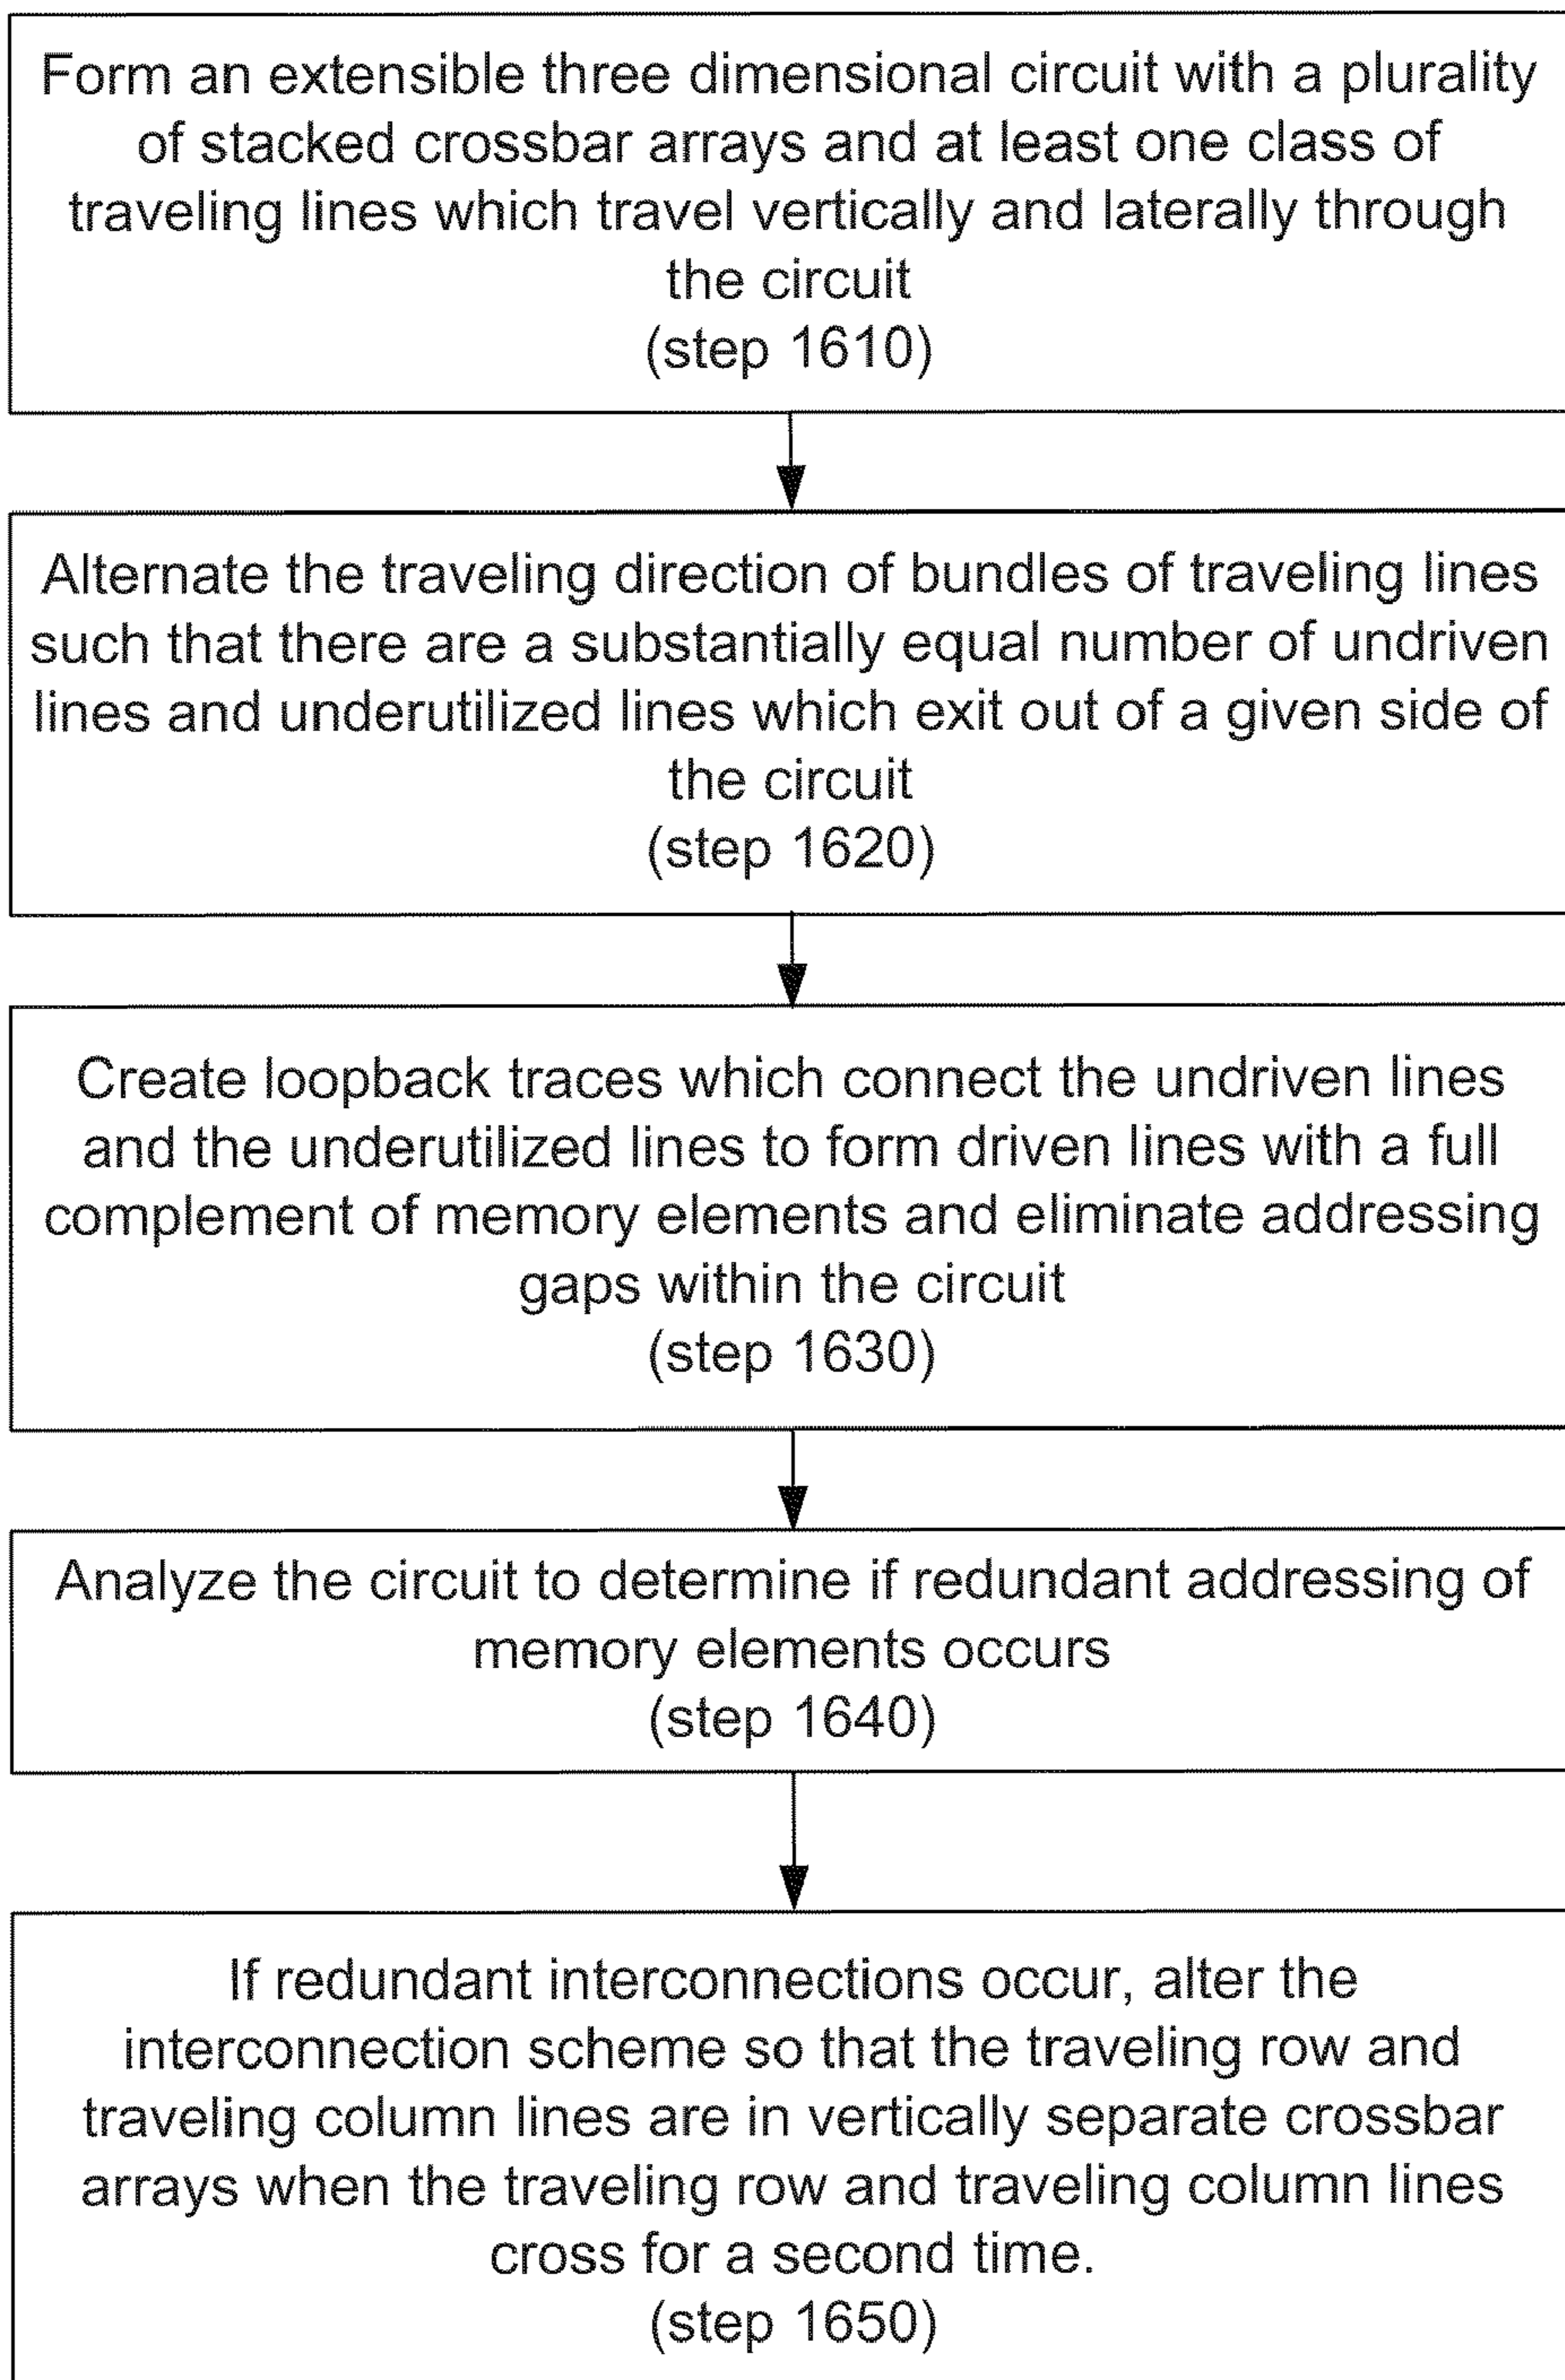 Form an extensible three dimensional circuit with a plurality
of stacked crossbar arrays and at least one class of
traveling lines which travel vertically and laterally through
the circuit
(step 1610)
Alternate the traveling direction of bundles of traveling lines
such that there are a substantially equal number of undriven
lines and underutilized lines which exit out of a given side of
the circuit
(step 1620)
Create loopback traces which connect the undriven lines
and the underutilized lines to form driven lines with a full
complement of memory elements and eliminate addressing
gaps within the circuit
(step 1630)
Analyze the circuit to determine if redundant addressing of
memory elements occurs
(step 1640)
If redundant interconnections occur, alter the
interconnection scheme so that the traveling row and
traveling column lines are in vertically separate crossbar
arrays when the traveling row and traveling column lines
cross for a second time.
(step 1650)